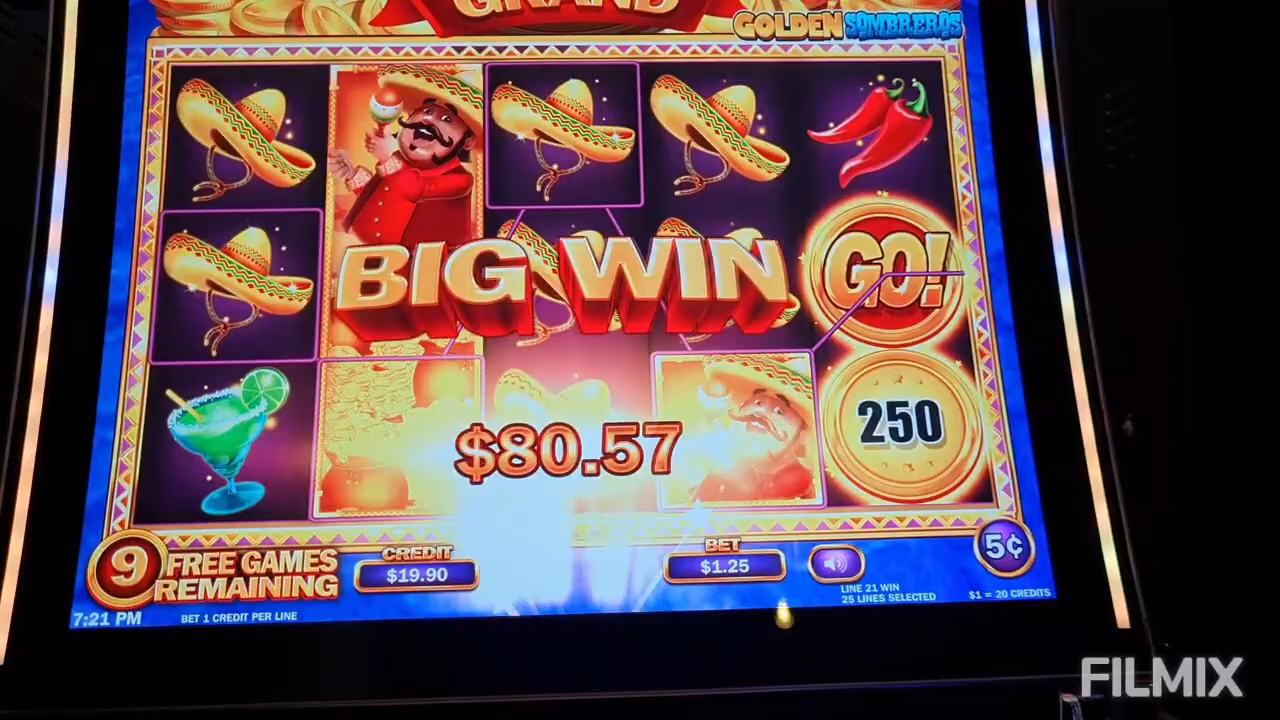 GRAND
GOLDEN SOMBREROS
BIG WIN
GO!
250
$80.57
9 FREE GAMES REMAINING
CREDIT
$19.90
BET
$1.25
5¢
LINE 21 WIN
25 LINES SELECTED
$1 = 20 CREDITS
7:21 PM
BET 1 CREDIT PER LINE
FILMIX